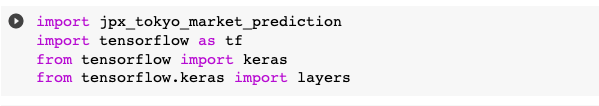 import jpx_tokyo_market_prediction
import tensorflow as tf
from tensorflow import keras
from tensorflow.keras import layers